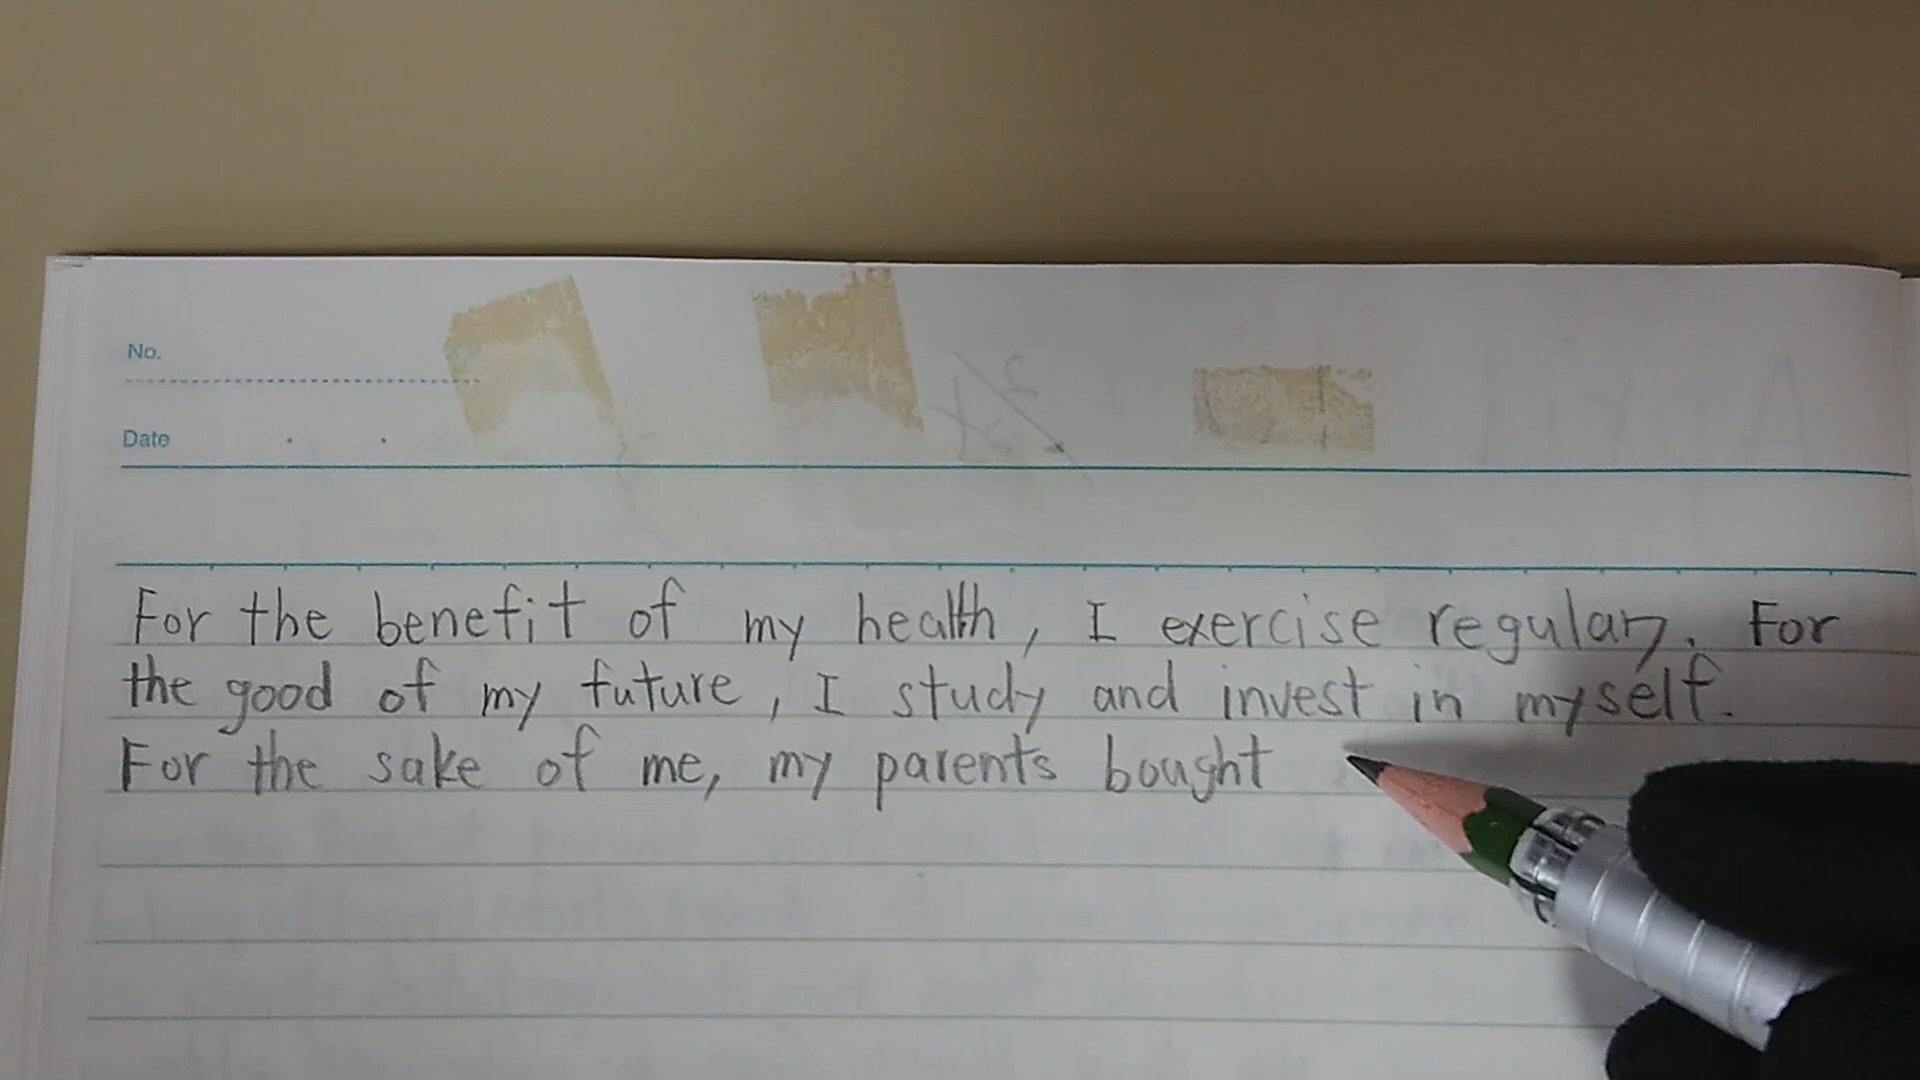 No.
Date
For the benefit of my health, I exercise regulary. For
the good of my future, I study and invest in myself.
For the sake of me, my parents bought